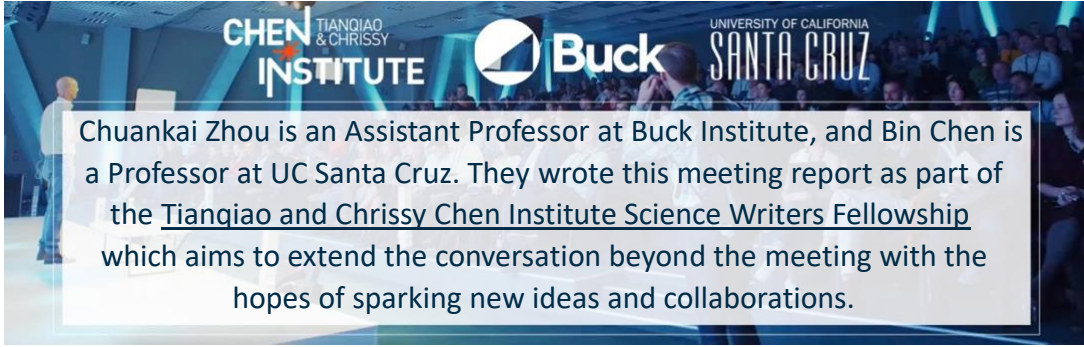 CHEN TIANQIAO & CHRISSY INSTITUTE
Buck
UNIVERSITY OF CALIFORNIA
SANTA CRUZ
Chuankai Zhou is an Assistant Professor at Buck Institute, and Bin Chen is
a Professor at UC Santa Cruz. They wrote this meeting report as part of
the Tianqiao and Chrissy Chen Institute Science Writers Fellowship
which aims to extend the conversation beyond the meeting with the
hopes of sparking new ideas and collaborations.